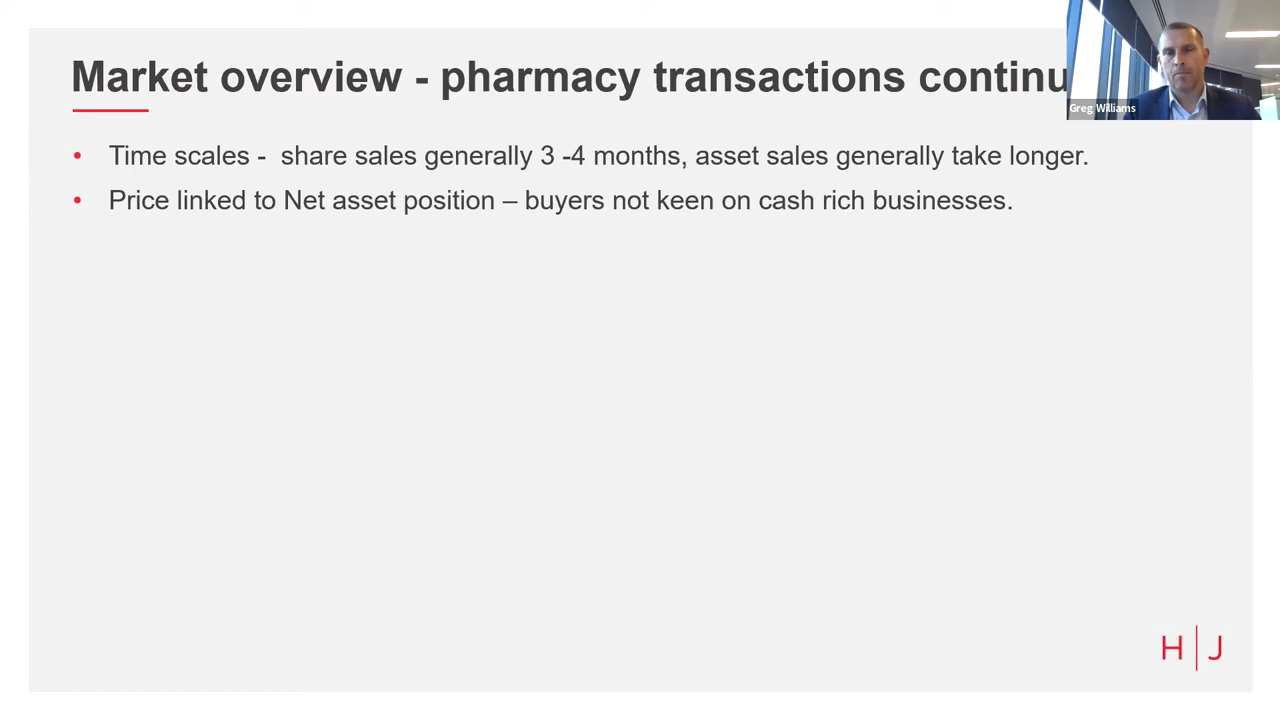 Market overview - pharmacy transactions continu
Greg Williams
• Time scales -  share sales generally 3 -4 months, asset sales generally take longer.
• Price linked to Net asset position – buyers not keen on cash rich businesses.
H | J